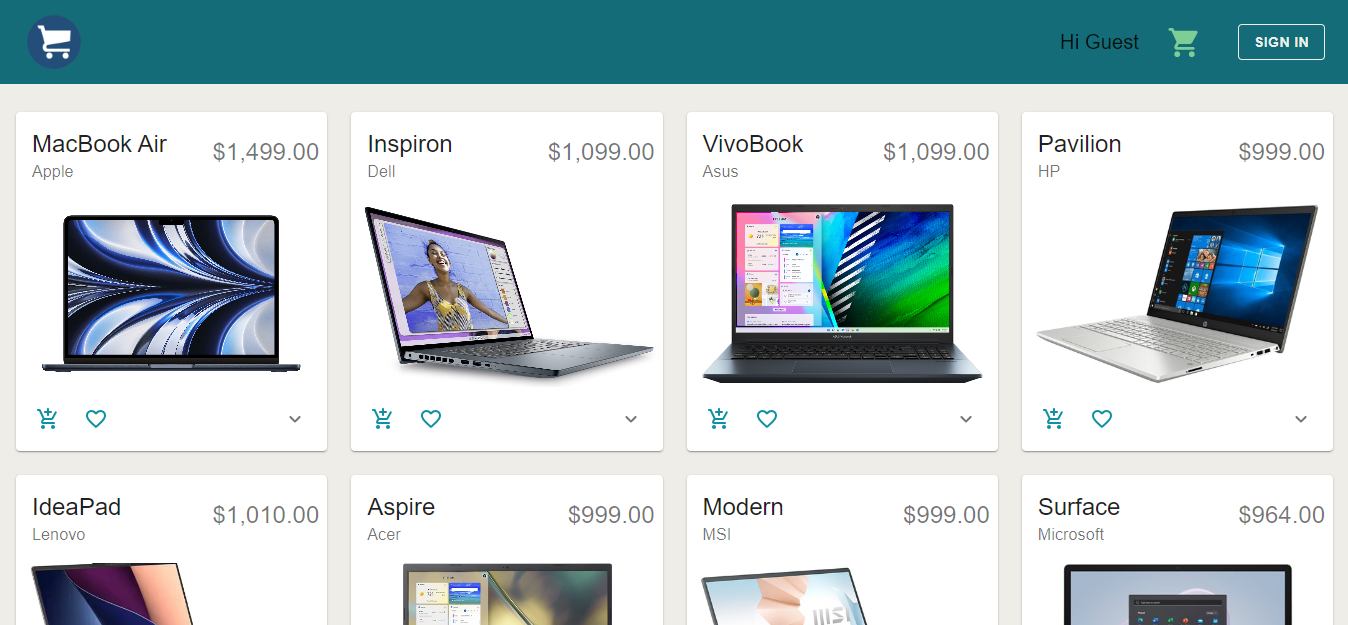 Hi Guest
SIGN IN
MacBook Air
$1,499.00
Apple
Inspiron
$1,099.00
Dell
VivoBook
$1,099.00
Asus
Pavilion
$999.00
HP
IdeaPad
$1,010.00
Lenovo
Aspire
$999.00
Acer
Modern
$999.00
MSI
Surface
$964.00
Microsoft
msi